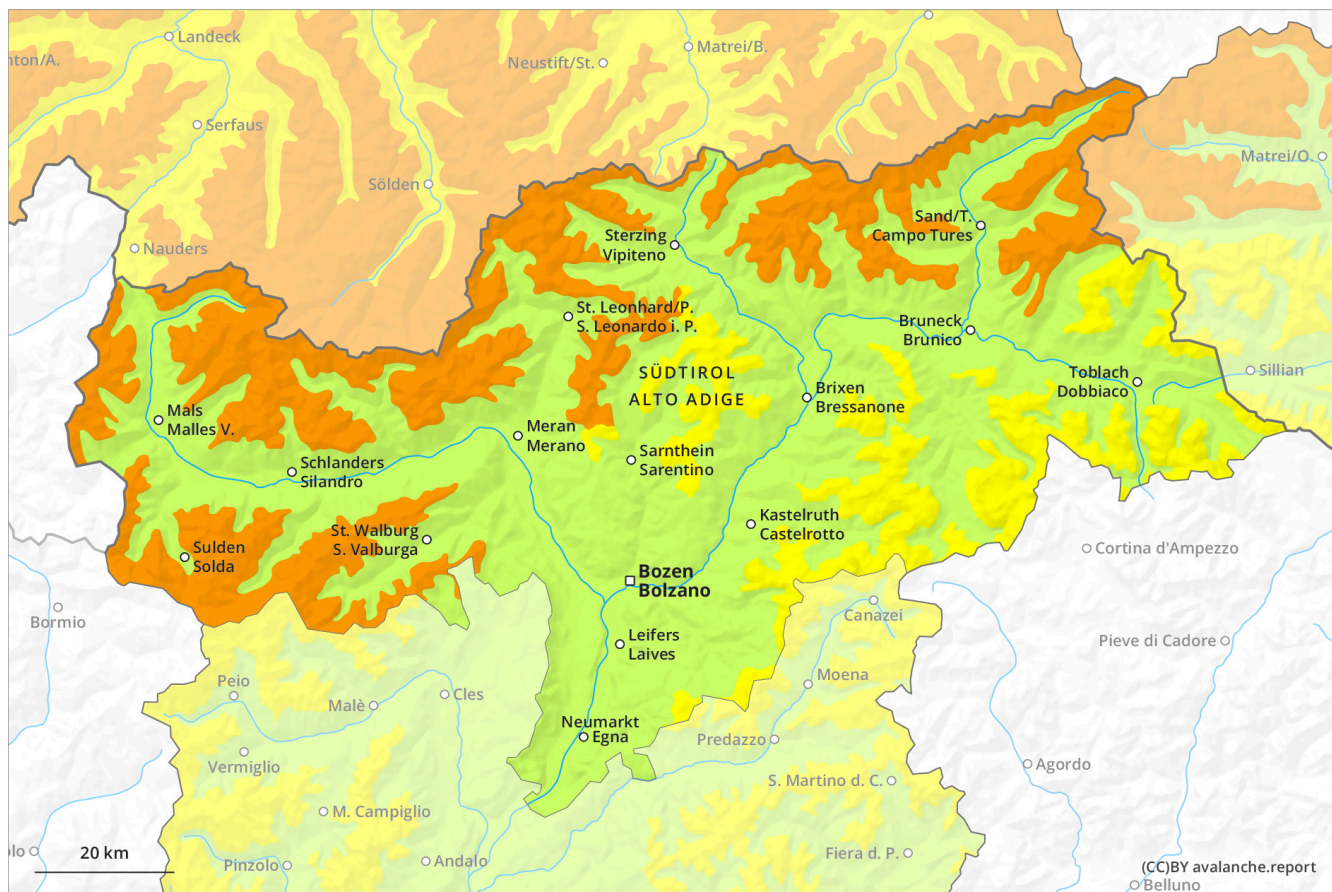 Landeck
nton/A.
Matrei/B.
Neustift/St.
Serfaus
Matrei/O.
Sölden
Nauders
Sterzing
Vipiteno
Sand/T.
Campo Tures
St. Leonhard/P.
S. Leonardo i. P.
Bruneck
Brunico
SÜDTIROL
ALTO ADIGE
Toblach
Dobbiaco
Sillian
Brixen
Bressanone
Mals
Malles V.
Meran
Merano
Sarnthein
Sarentino
Schlanders
Silandro
Kastelruth
Castelrotto
St. Walburg
S. Valburga
Sulden
Solda
Cortina d'Ampezzo
Bozen
Bolzano
Bormio
Canazei
Leifers
Laives
Pieve di Cadore
Peio
Malè
Cles
Moena
Neumarkt
Egna
Predazzo
Vermiglio
Agordo
S. Martino d. C.
M. Campiglio
olo
20 km
Pinzolo
Andalo
Fiera d. P.
(CC)BY avalanche.report
Belluno